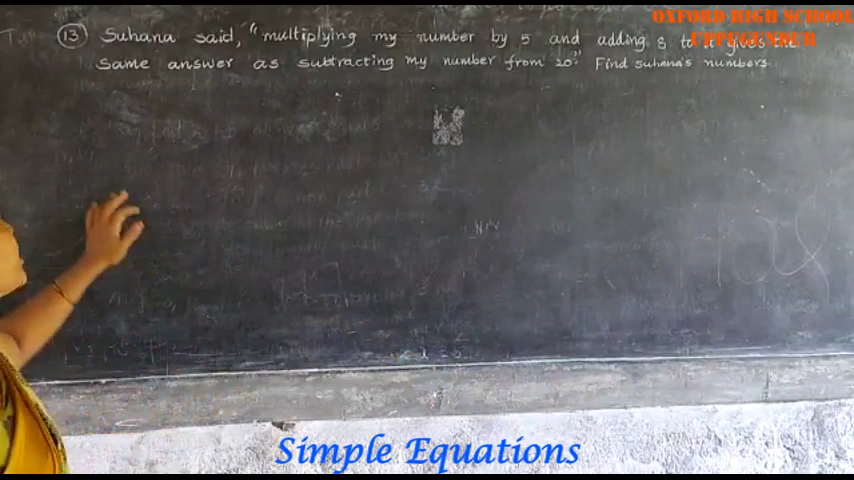 OXFORD HIGH SCHOOL
UPPUGUNDUR
13 Suhana said, "multiplying my number by 5 and adding 8 to it gives the
same answer as subtracting my number from 20". Find suhana's numbers.
Simple Equations